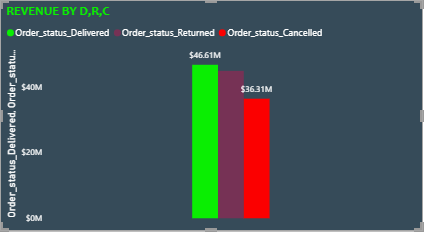 REVENUE BY D,R,C
Order_status_Delivered Order_status_Returned Order_status_Cancelled
Order_status_Delivered, Order_statu...
$46.61M
$36.31M
$40M
$20M
$0M